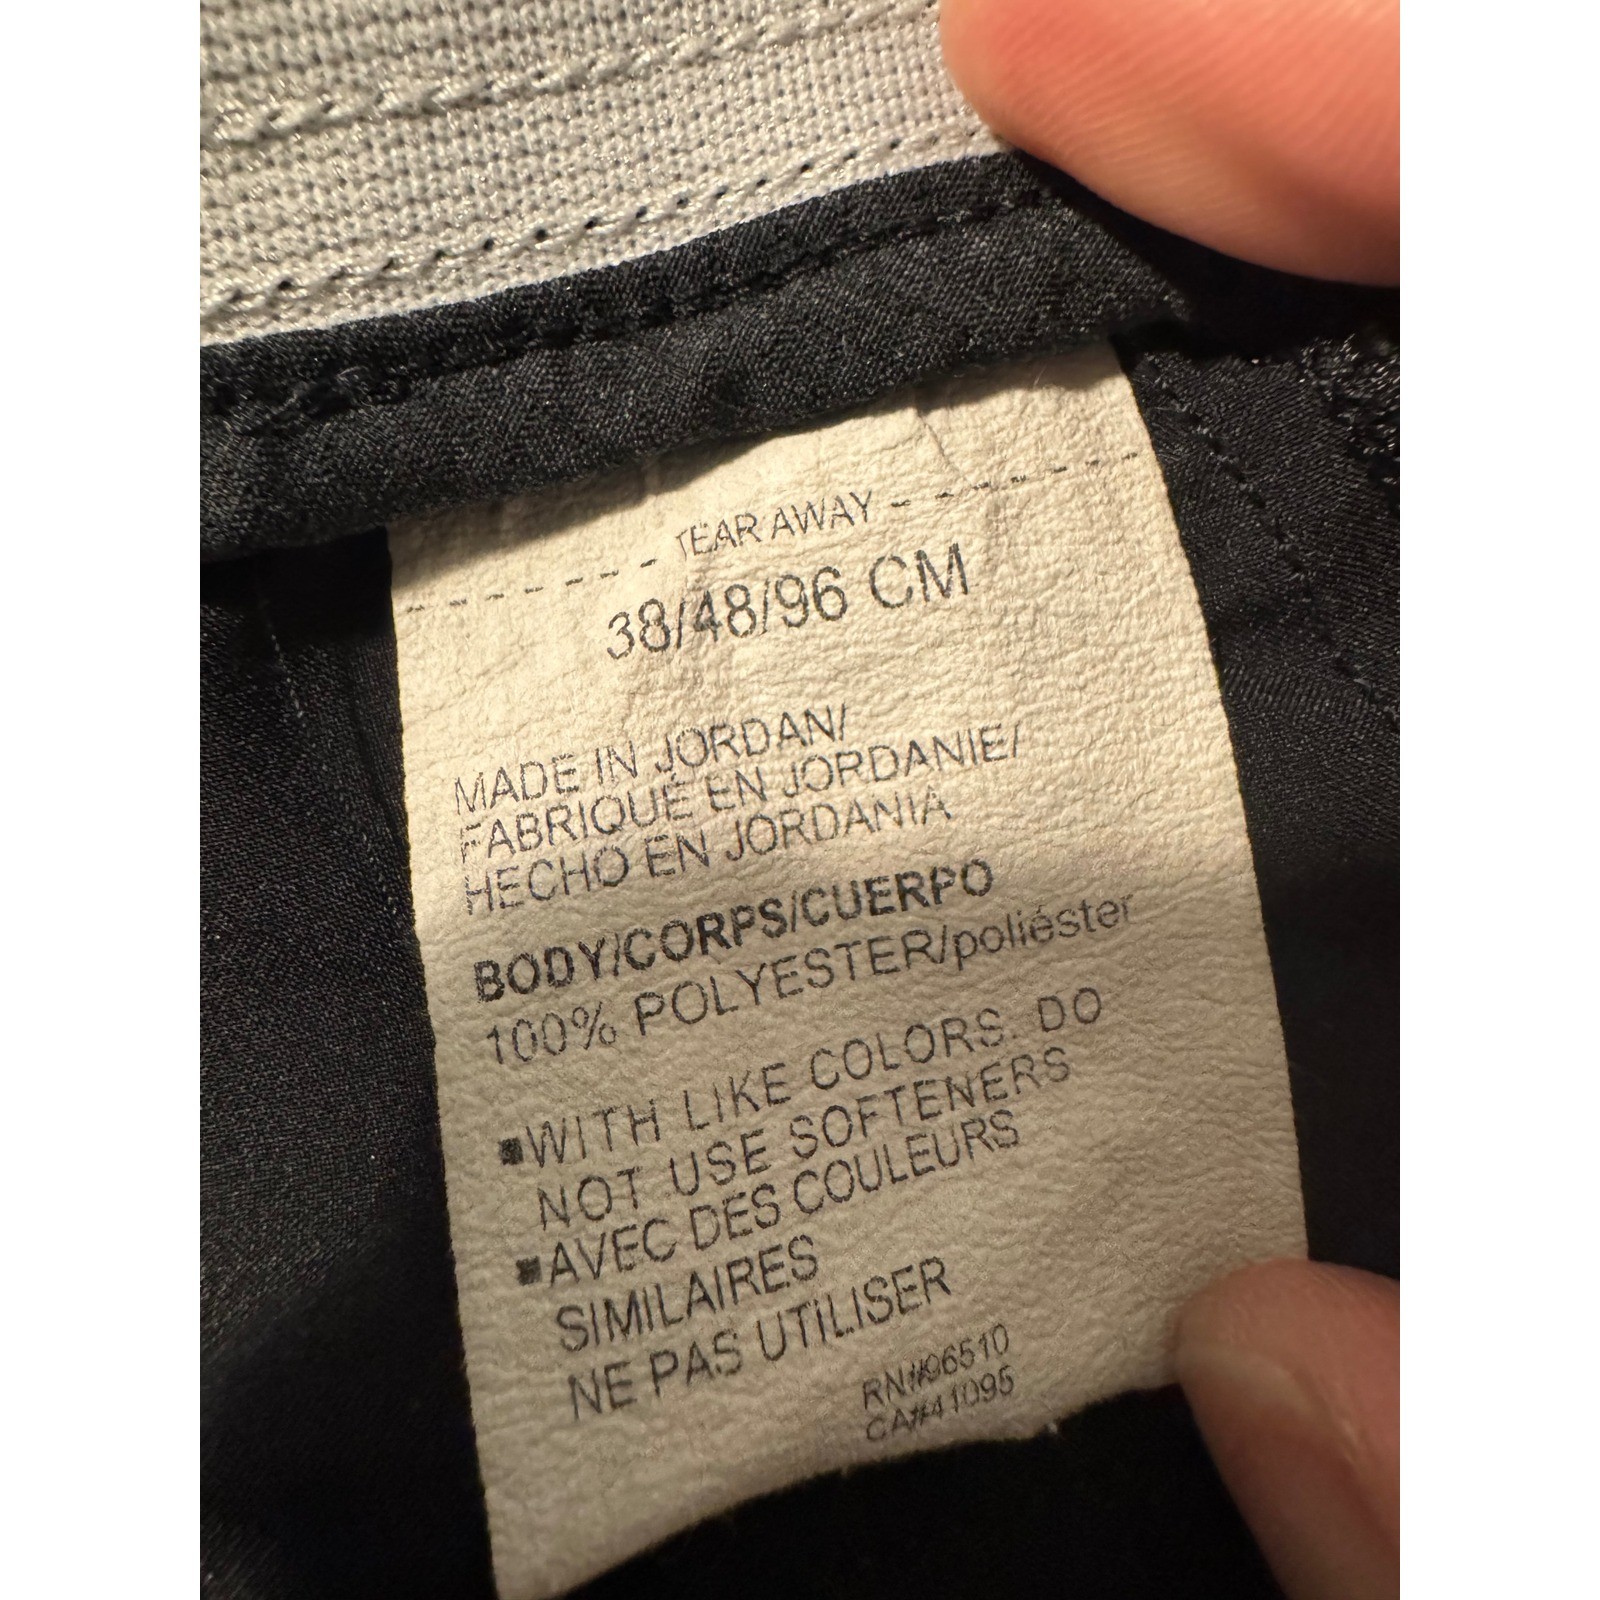 TEAR AWAY
38/48/96 CM
MADE IN JORDAN/
FABRIQUÉ EN JORDANIE/
HECHO EN JORDANIA
BODY/CORPS/CUERPO
100% POLYESTER/poliéster
■WITH LIKE COLORS. DO
NOT USE SOFTENERS
■AVEC DES COULEURS
SIMILAIRES
NE PAS UTILISER
RN#96510
CA#41095